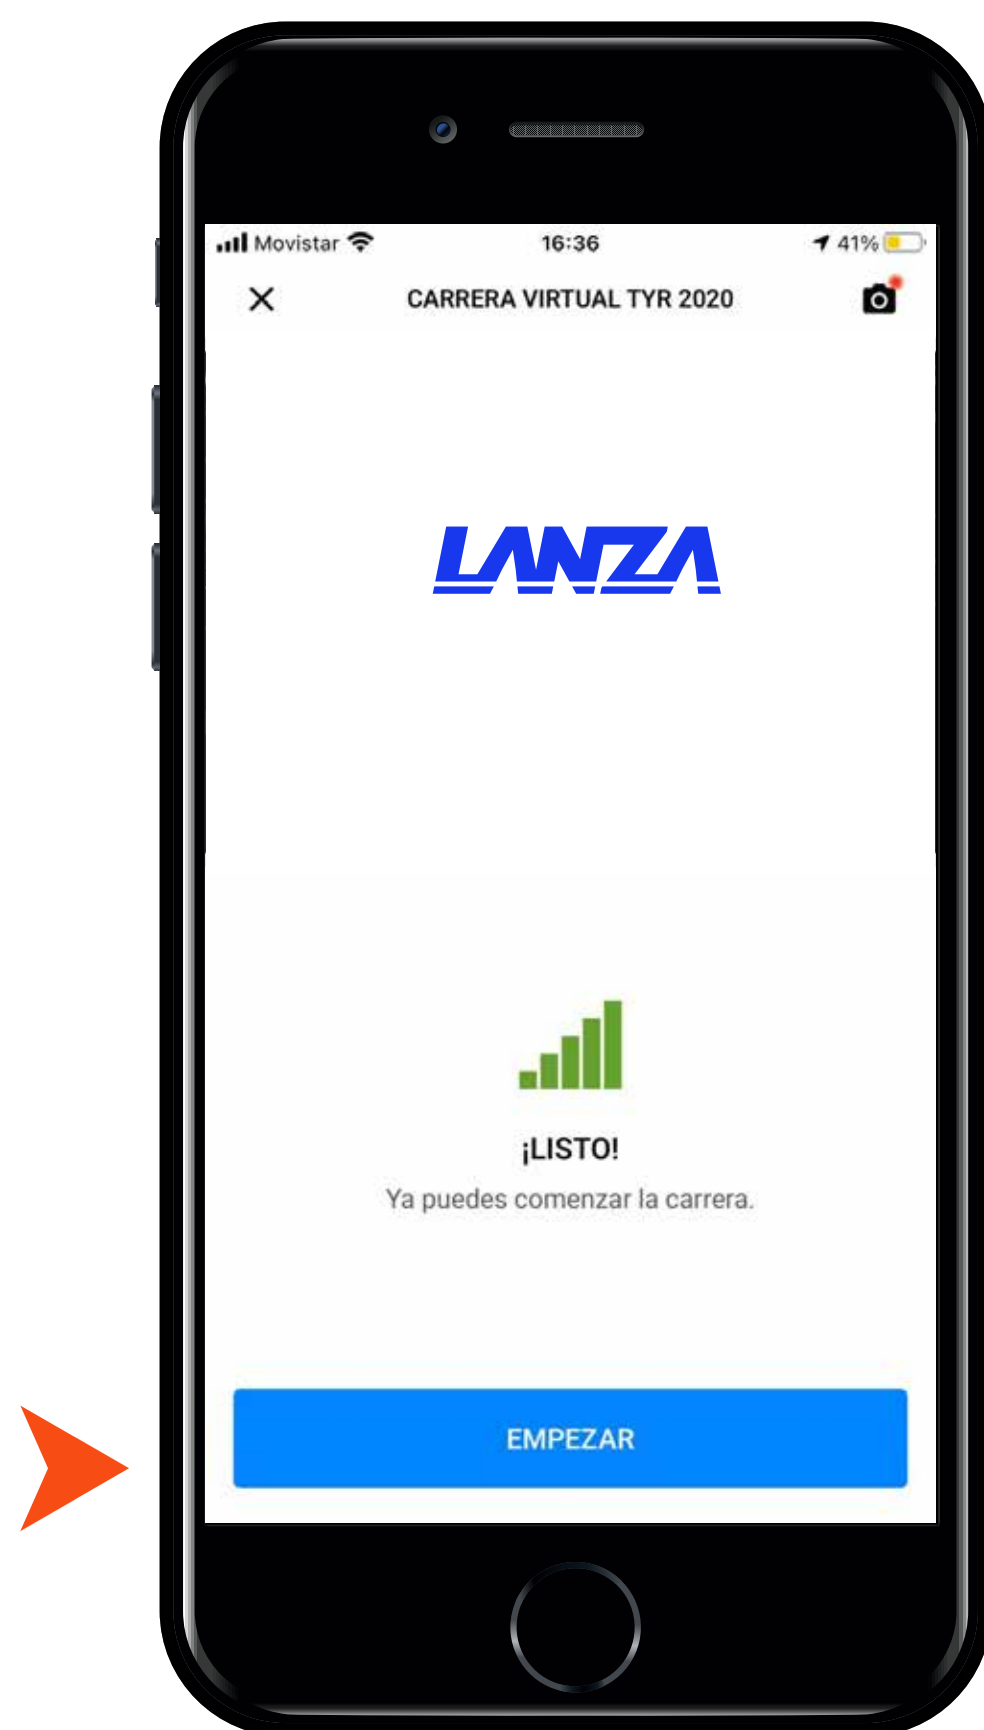 Movistar 16:36 41%
CARRERA VIRTUAL TYR 2020
LANZA
¡LISTO!
Ya puedes comenzar la carrera.
EMPEZAR